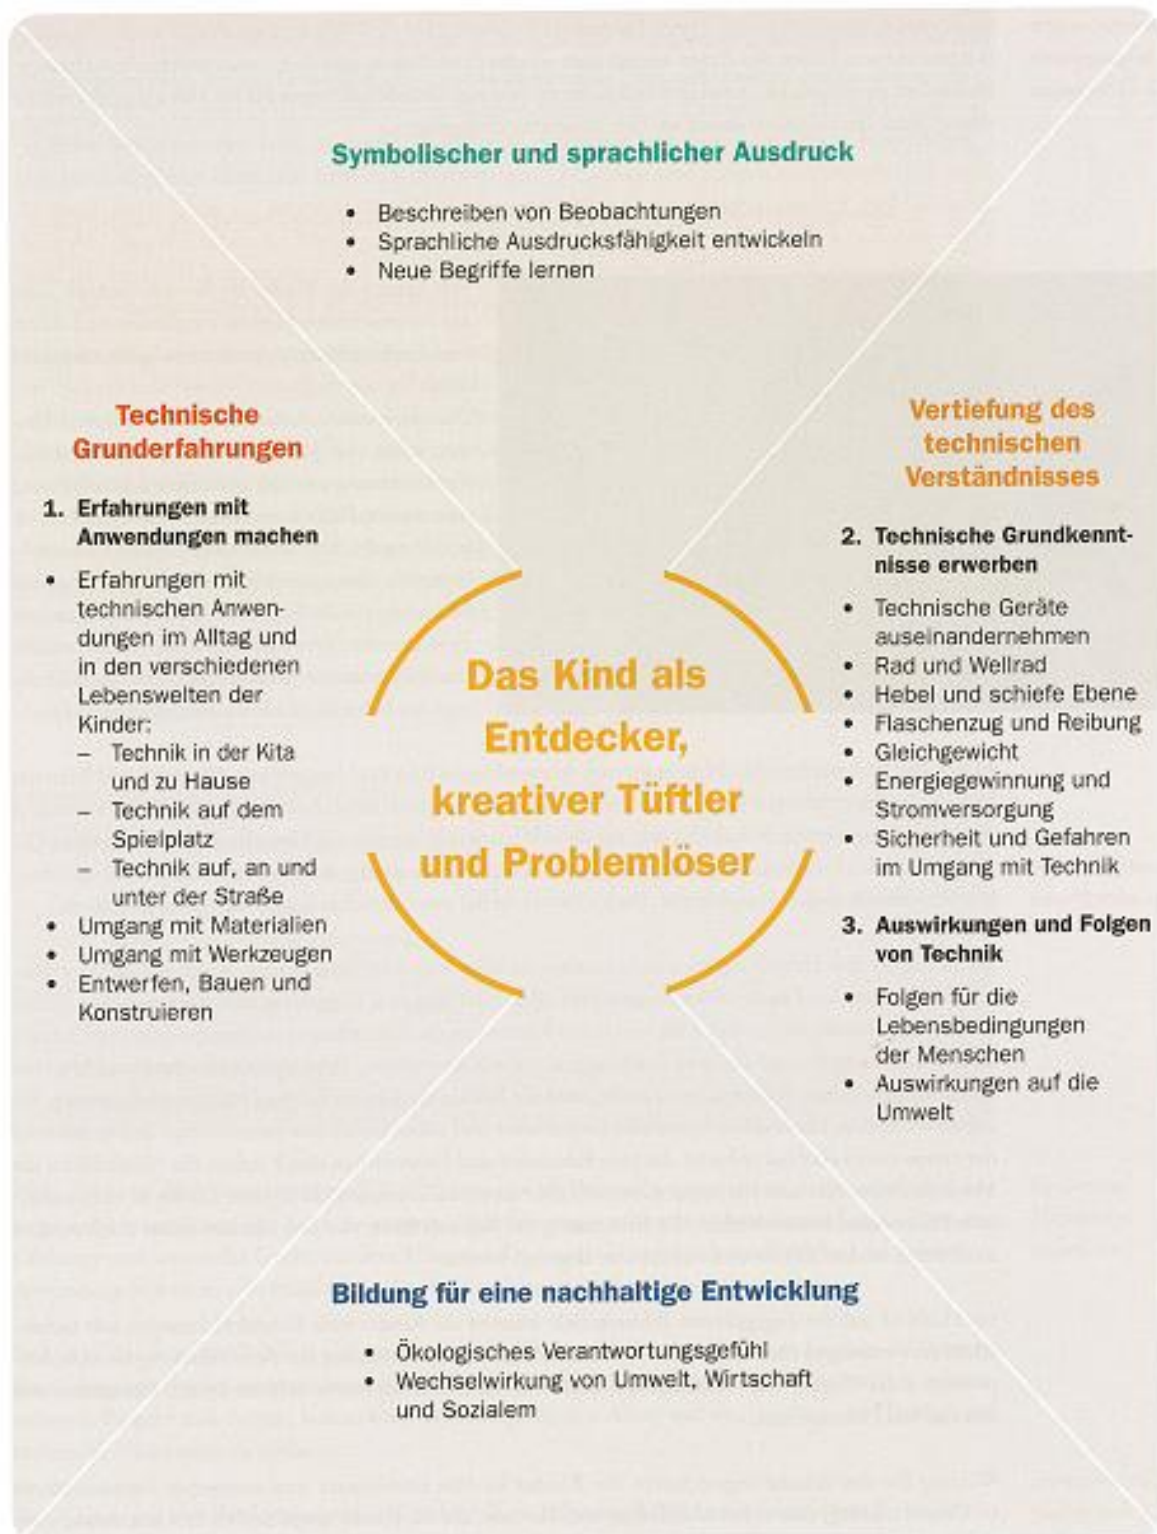 Symbolischer und sprachlicher Ausdruck
• Beschreiben von Beobachtungen
• Sprachliche Ausdrucksfähigkeit entwickeln
• Neue Begriffe lernen
Technische
Grunderfahrungen
1. Erfahrungen mit
Anwendungen machen
• Erfahrungen mit
technischen Anwen-
dungen im Alltag und
in den verschiedenen
Lebenswelten der
Kinder:
– Technik in der Kita
und zu Hause
– Technik auf dem
Spielplatz
– Technik auf, an und
unter der Straße
• Umgang mit Materialien
• Umgang mit Werkzeugen
• Entwerfen, Bauen und
Konstruieren
Das Kind als
Entdecker,
kreativer Tüftler
und Problemlöser
Vertiefung des
technischen
Verständnisses
2. Technische Grundkennt-
nisse erwerben
• Technische Geräte
auseinandernehmen
• Rad und Wellrad
• Hebel und schiefe Ebene
• Flaschenzug und Reibung
• Gleichgewicht
• Energiegewinnung und
Stromversorgung
• Sicherheit und Gefahren
im Umgang mit Technik
3. Auswirkungen und Folgen
von Technik
• Folgen für die
Lebensbedingungen
der Menschen
• Auswirkungen auf die
Umwelt
Bildung für eine nachhaltige Entwicklung
• Ökologisches Verantwortungsgefühl
• Wechselwirkung von Umwelt, Wirtschaft
und Sozialem